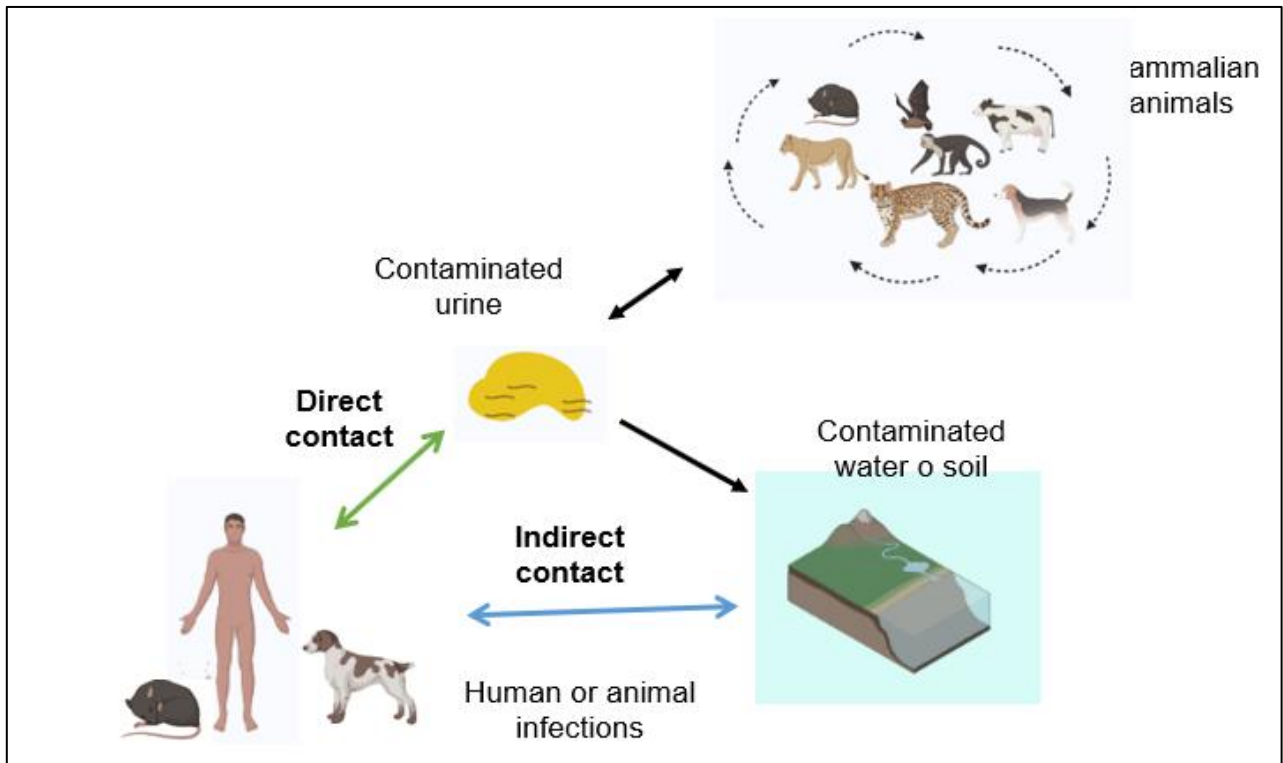 ammalian
animals
Contaminated
urine
Direct
contact
Contaminated
water o soil
Indirect
contact
Human or animal
infections